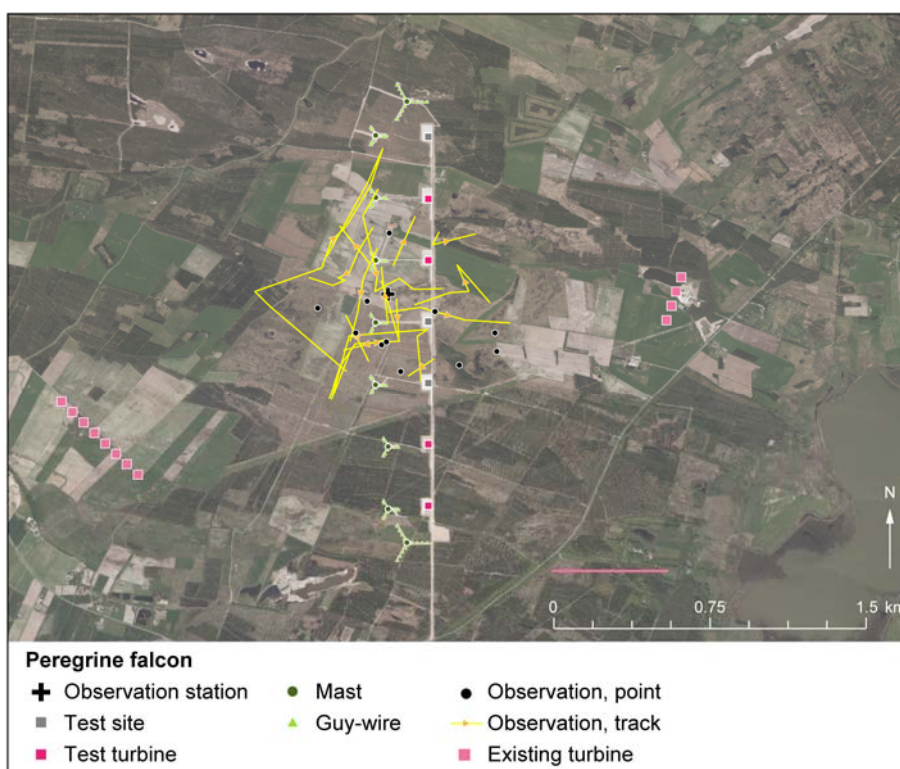 N
0 0.75 1.5 km
Peregrine falcon
Observation station
Mast
Observation, point
Test site
Guy-wire
Observation, track
Test turbine
Existing turbine